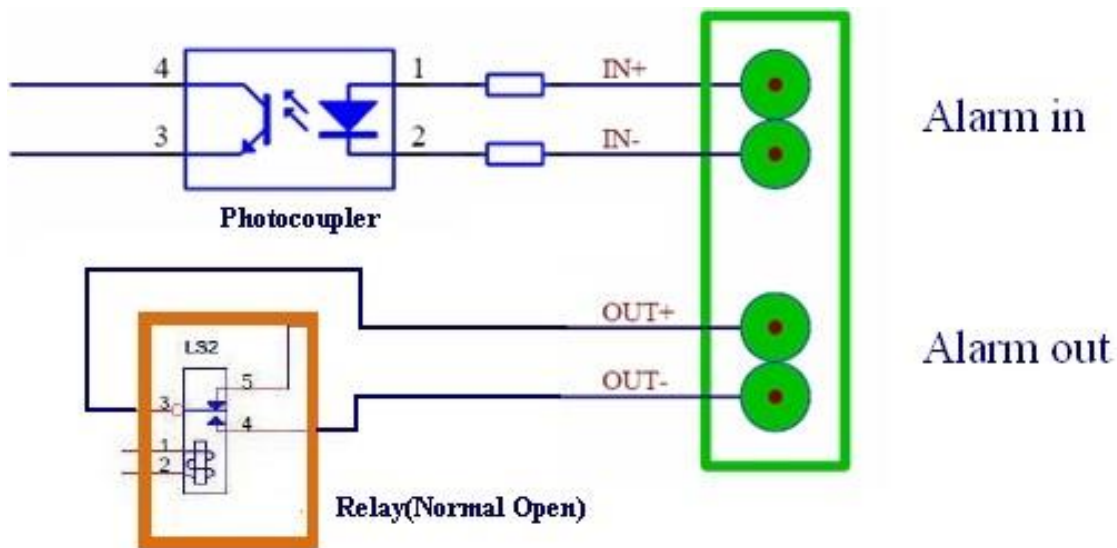 4
1
IN+
3
2
IN-
Alarm in
Photocoupler
OUT+
LS2
5
OUT-
Alarm out
3
4
1
2
Relay(Normal Open)